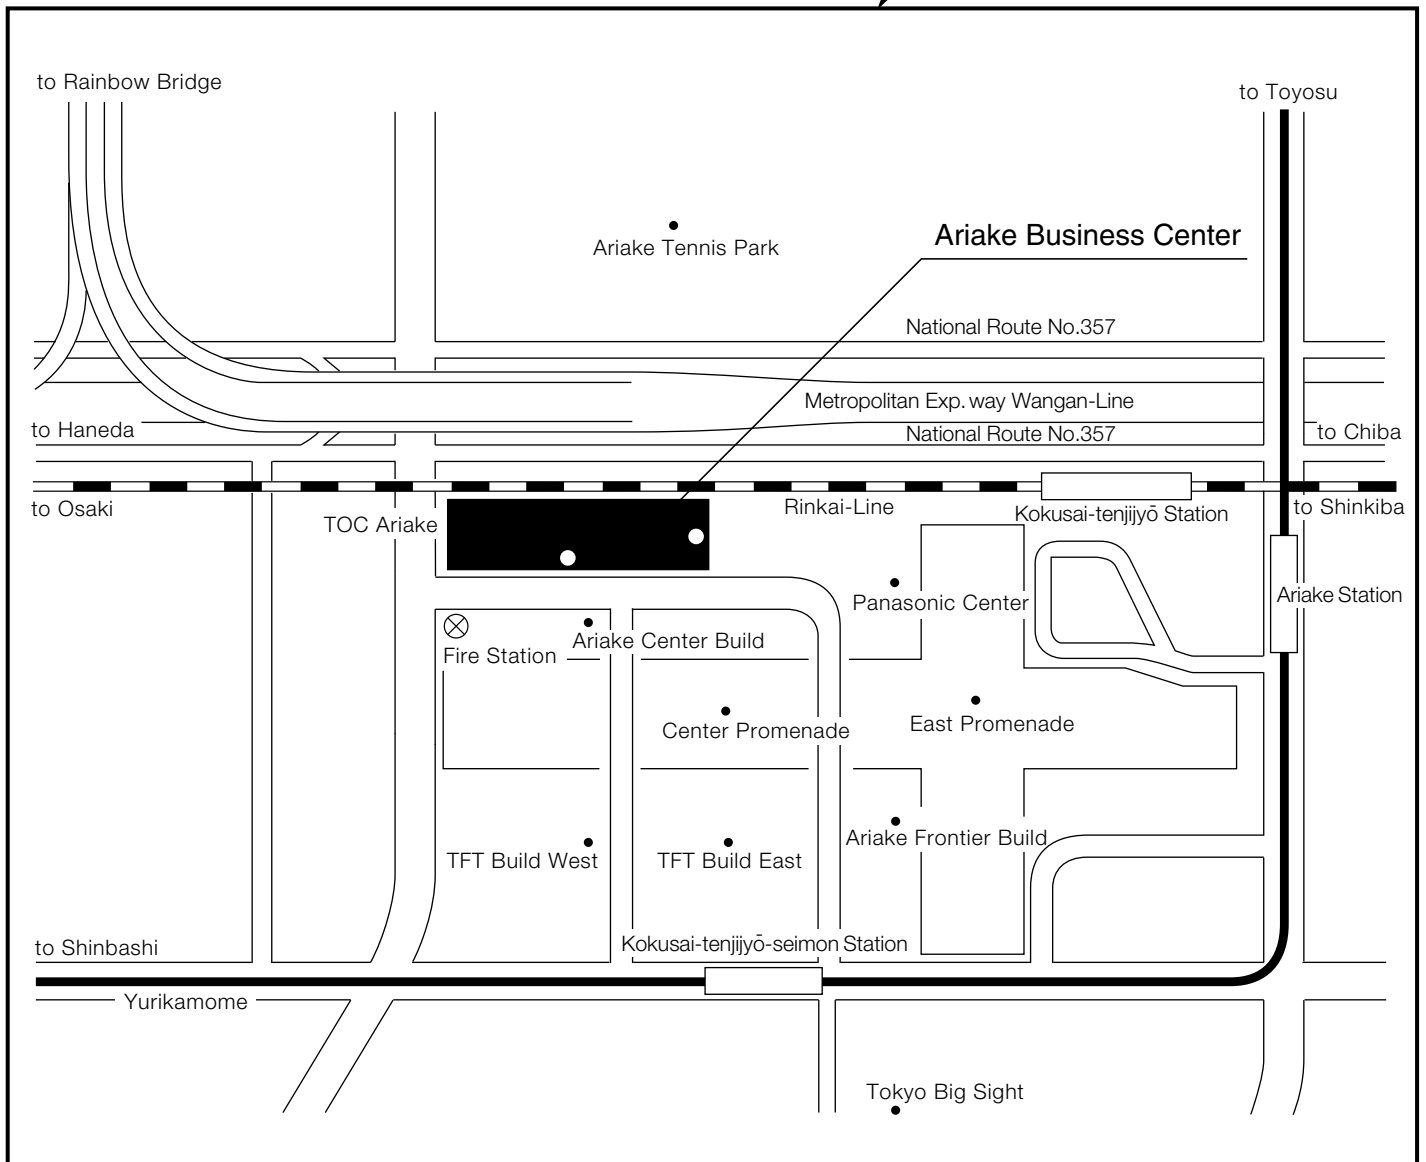 to Rainbow Bridge
to Toyosu
Ariake Tennis Park
Ariake Business Center
National Route No.357
Metropolitan Exp. way Wangan-Line
to Haneda
National Route No.357
to Chiba
to Osaki
TOC Ariake
Rinkai-Line
Kokusai-tenjijyō Station
to Shinkiba
Panasonic Center
Ariake Station
Fire Station
Ariake Center Build
Center Promenade
East Promenade
TFT Build West
TFT Build East
Ariake Frontier Build
to Shinbashi
Kokusai-tenjijyō-seimon Station
Yurikamome
Tokyo Big Sight